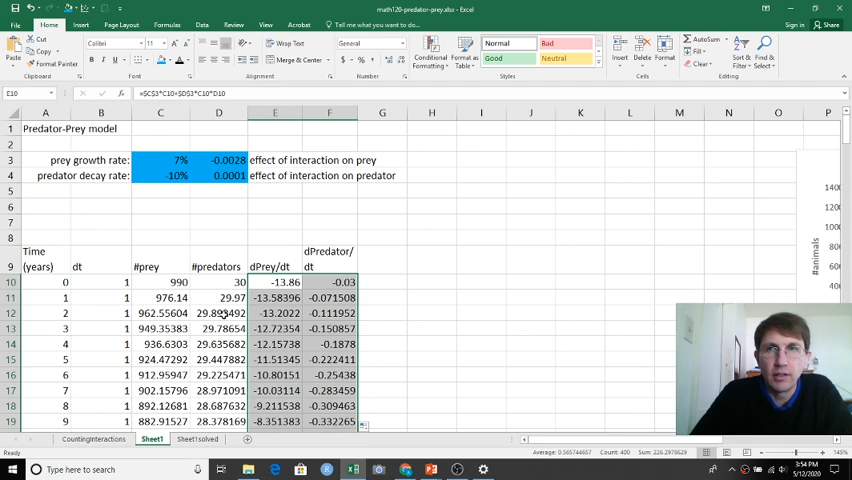 math120-predator-prey.xlsx - Excel
Sign in Share
File Home Insert Page Layout Formulas Data Review View Acrobat Tell me what you want to do
Cut
Copy
Format Painter
Paste
Clipboard
Calibri 11
B I U
Font
Wrap Text
Merge & Center
Alignment
General
$ % ,
Number
Conditional Formatting
Format as Table
Normal Bad
Good Neutral
Styles
Insert Delete Format
Cells
AutoSum
Fill
Clear
Sort & Filter
Find & Select
Editing
E10 fx =$C$3*C10+$D$3*C10*D10
A B C D E F G H I J K L M N O P
1 Predator-Prey model
2
3 prey growth rate: 7% -0.0028 effect of interaction on prey
4 predator decay rate: -10% 0.0001 effect of interaction on predator
5
6
7
8
9 Time (years) dt #prey #predators dPrey/dt dPredator/dt
10 0 1 990 30 -13.86 -0.03
11 1 1 976.14 29.97 -13.58396 -0.071508
12 2 1 962.55604 29.898492 -13.2022 -0.111952
13 3 1 949.35383 29.78654 -12.72354 -0.150857
14 4 1 936.6303 29.635682 -12.15738 -0.1878
15 5 1 924.47292 29.447882 -11.51345 -0.222411
16 6 1 912.95947 29.225471 -10.80151 -0.25438
17 7 1 902.15796 28.971091 -10.03114 -0.283459
18 8 1 892.12681 28.687632 -9.211538 -0.309463
19 9 1 882.91527 28.378169 -8.351383 -0.332265
#animals
1400
1200
1000
800
600
400
CountingInteractions Sheet1 Sheet1solved
Average: 0.565744657 Count: 400 Sum: 226.2978629 145%
Type here to search
3:54 PM
5/12/2020